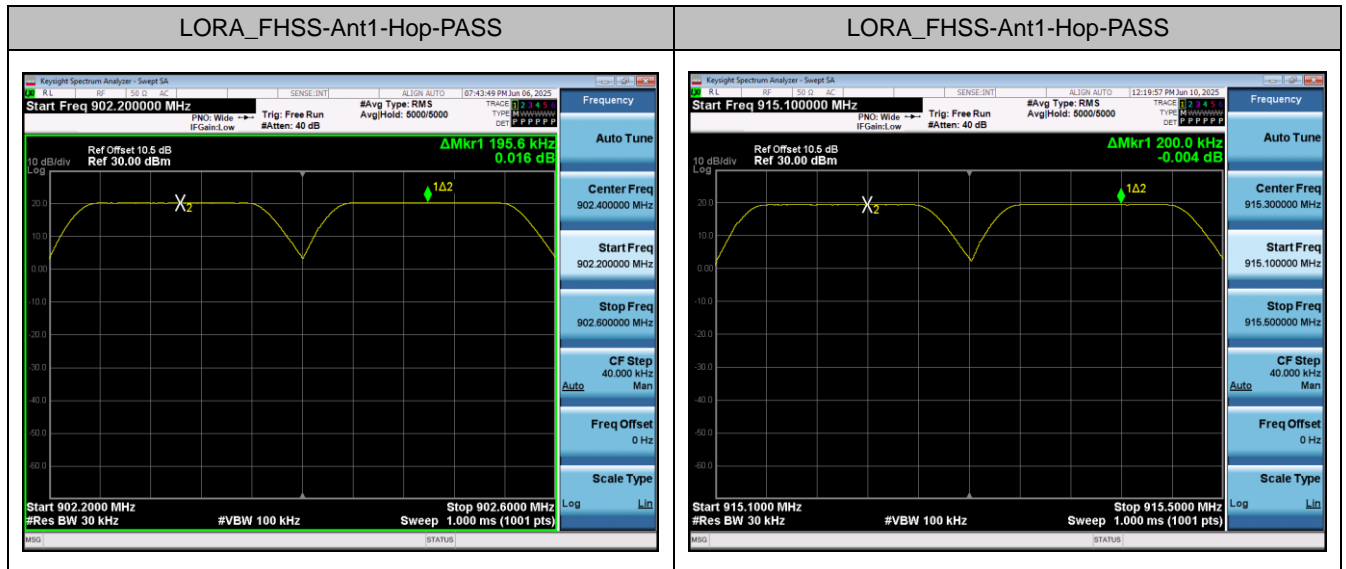 LORA_FHSS-Ant1-Hop-PASS
Keysight Spectrum Analyzer - Swept SA
RL RF 50 Ω AC SENSE:INT ALIGN AUTO 07:43:49 PM Jun 06, 2025
Start Freq 902.200000 MHz
PNO: Wide
IFGain:Low
Trig: Free Run
#Atten: 40 dB
#Avg Type: RMS
Avg|Hold: 5000/5000
TRACE 1 2 3 4 5 6
TYPE M W W W W W
DET P P P P P P
Ref Offset 10.5 dB
10 dB/div Ref 30.00 dBm
Log
ΔMkr1 195.6 kHz
0.016 dB
1Δ2
X2
20.0
10.0
0.00
-10.0
-20.0
-30.0
-40.0
-50.0
-60.0
Start 902.2000 MHz Stop 902.6000 MHz
#Res BW 30 kHz #VBW 100 kHz Sweep 1.000 ms (1001 pts)
MSG STATUS
Frequency
Auto Tune
Center Freq
902.400000 MHz
Start Freq
902.200000 MHz
Stop Freq
902.600000 MHz
CF Step
40.000 kHz
Auto Man
Freq Offset
0 Hz
Scale Type
Log Lin
LORA_FHSS-Ant1-Hop-PASS
Keysight Spectrum Analyzer - Swept SA
RL RF 50 Ω AC SENSE:INT ALIGN AUTO 12:19:57 PM Jun 10, 2025
Start Freq 915.100000 MHz
PNO: Wide
IFGain:Low
Trig: Free Run
#Atten: 40 dB
#Avg Type: RMS
Avg|Hold: 5000/5000
TRACE 1 2 3 4 5 6
TYPE M W W W W W
DET P P P P P P
Ref Offset 10.5 dB
10 dB/div Ref 30.00 dBm
Log
ΔMkr1 200.0 kHz
-0.004 dB
1Δ2
X2
20.0
10.0
0.00
-10.0
-20.0
-30.0
-40.0
-50.0
-60.0
Start 915.1000 MHz Stop 915.5000 MHz
#Res BW 30 kHz #VBW 100 kHz Sweep 1.000 ms (1001 pts)
MSG STATUS
Frequency
Auto Tune
Center Freq
915.300000 MHz
Start Freq
915.100000 MHz
Stop Freq
915.500000 MHz
CF Step
40.000 kHz
Auto Man
Freq Offset
0 Hz
Scale Type
Log Lin